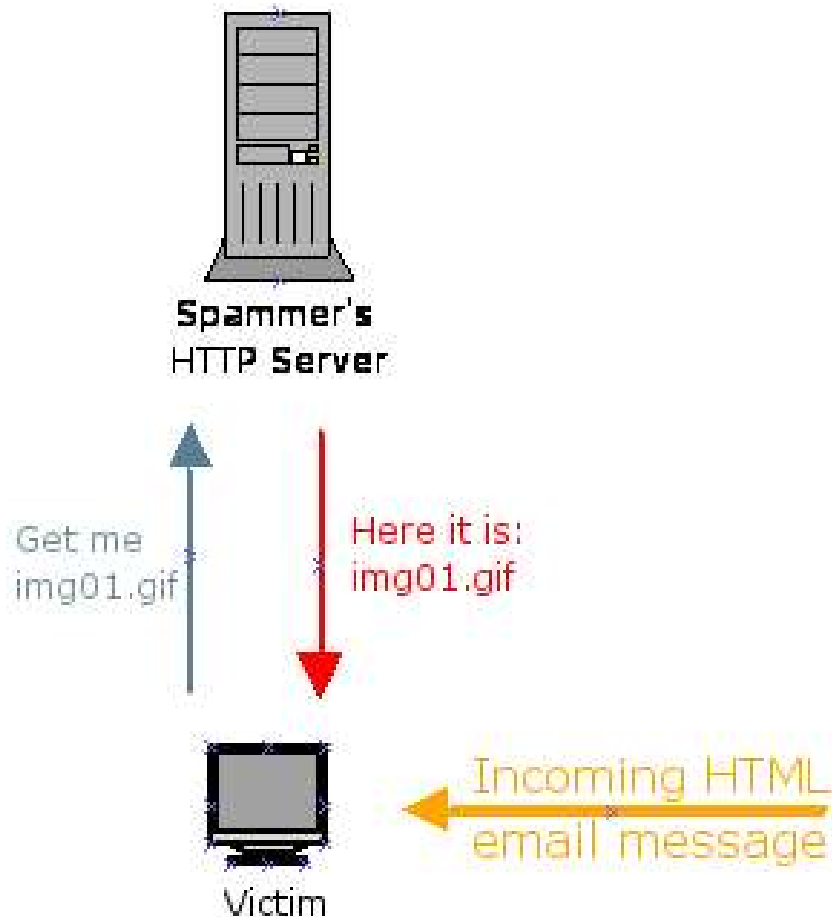 Spammer's
HTTP Server
Get me
img01.gif
Here it is:
img01.gif
Incoming HTML
email message
Victim